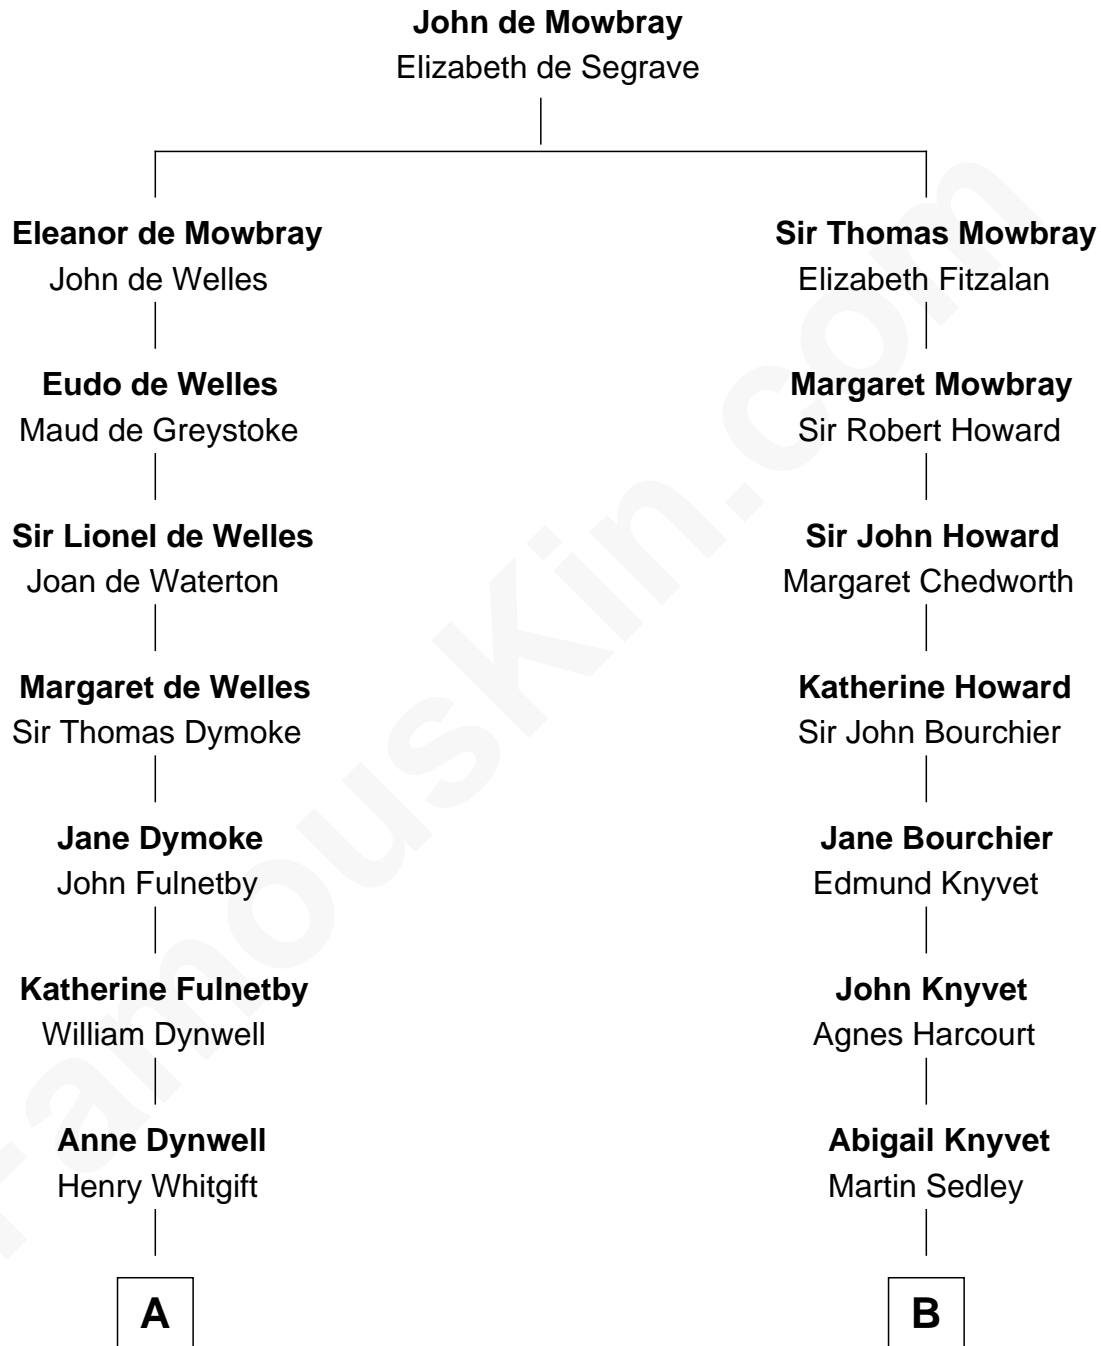 John de Mowbray
Elizabeth de Segrave
Eleanor de Mowbray
John de Welles
Sir Thomas Mowbray
Elizabeth Fitzalan
Eudo de Welles
Maud de Greystoke
Margaret Mowbray
Sir Robert Howard
Sir Lionel de Welles
Joan de Waterton
Sir John Howard
Margaret Chedworth
Margaret de Welles
Sir Thomas Dymoke
Katherine Howard
Sir John Bourchier
Jane Dymoke
John Fulnetby
Jane Bourchier
Edmund Knyvet
Katherine Fulnetby
William Dynwell
John Knyvet
Agnes Harcourt
Anne Dynwell
Henry Whitgift
Abigail Knyvet
Martin Sedley
A
B
FamousKin.com